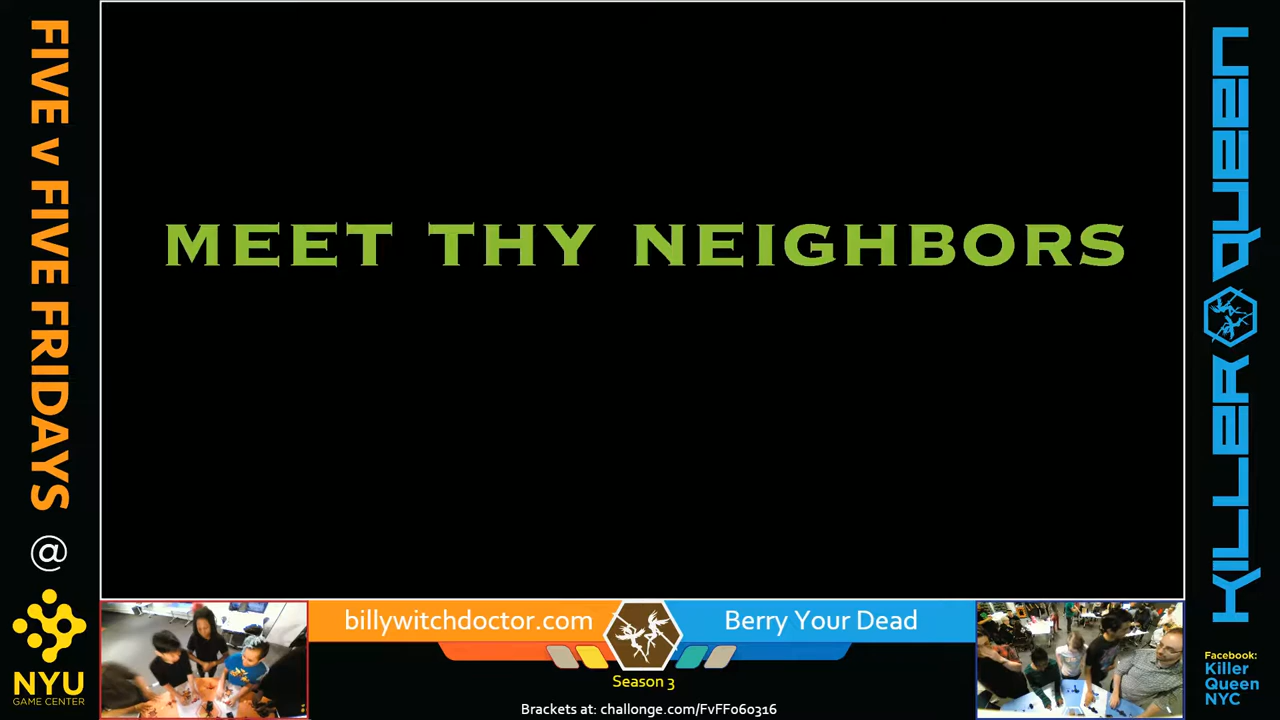 FIVE v FIVE FRIDAYS @
NYU
GAME CENTER
MEET THY NEIGHBORS
billywitchdoctor.com
Berry Your Dead
Season 3
Brackets at: challonge.com/FvFF060316
KILLER QUEEN
Facebook:
Killer
Queen
NYC